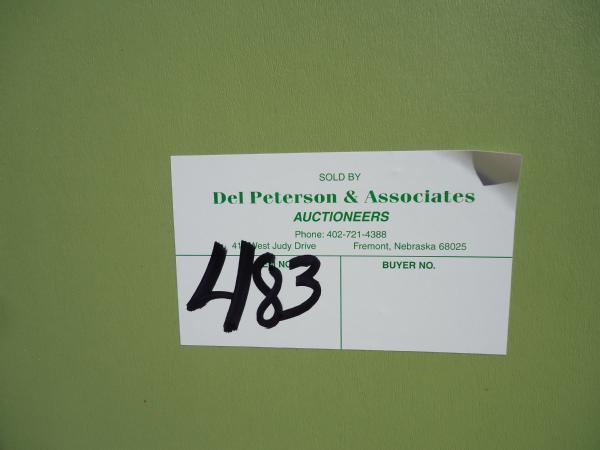 SOLD BY
Del Peterson & Associates
AUCTIONEERS
Phone: 402-721-4388
West Judy Drive Fremont, Nebraska 68025
NO. BUYER NO.
483